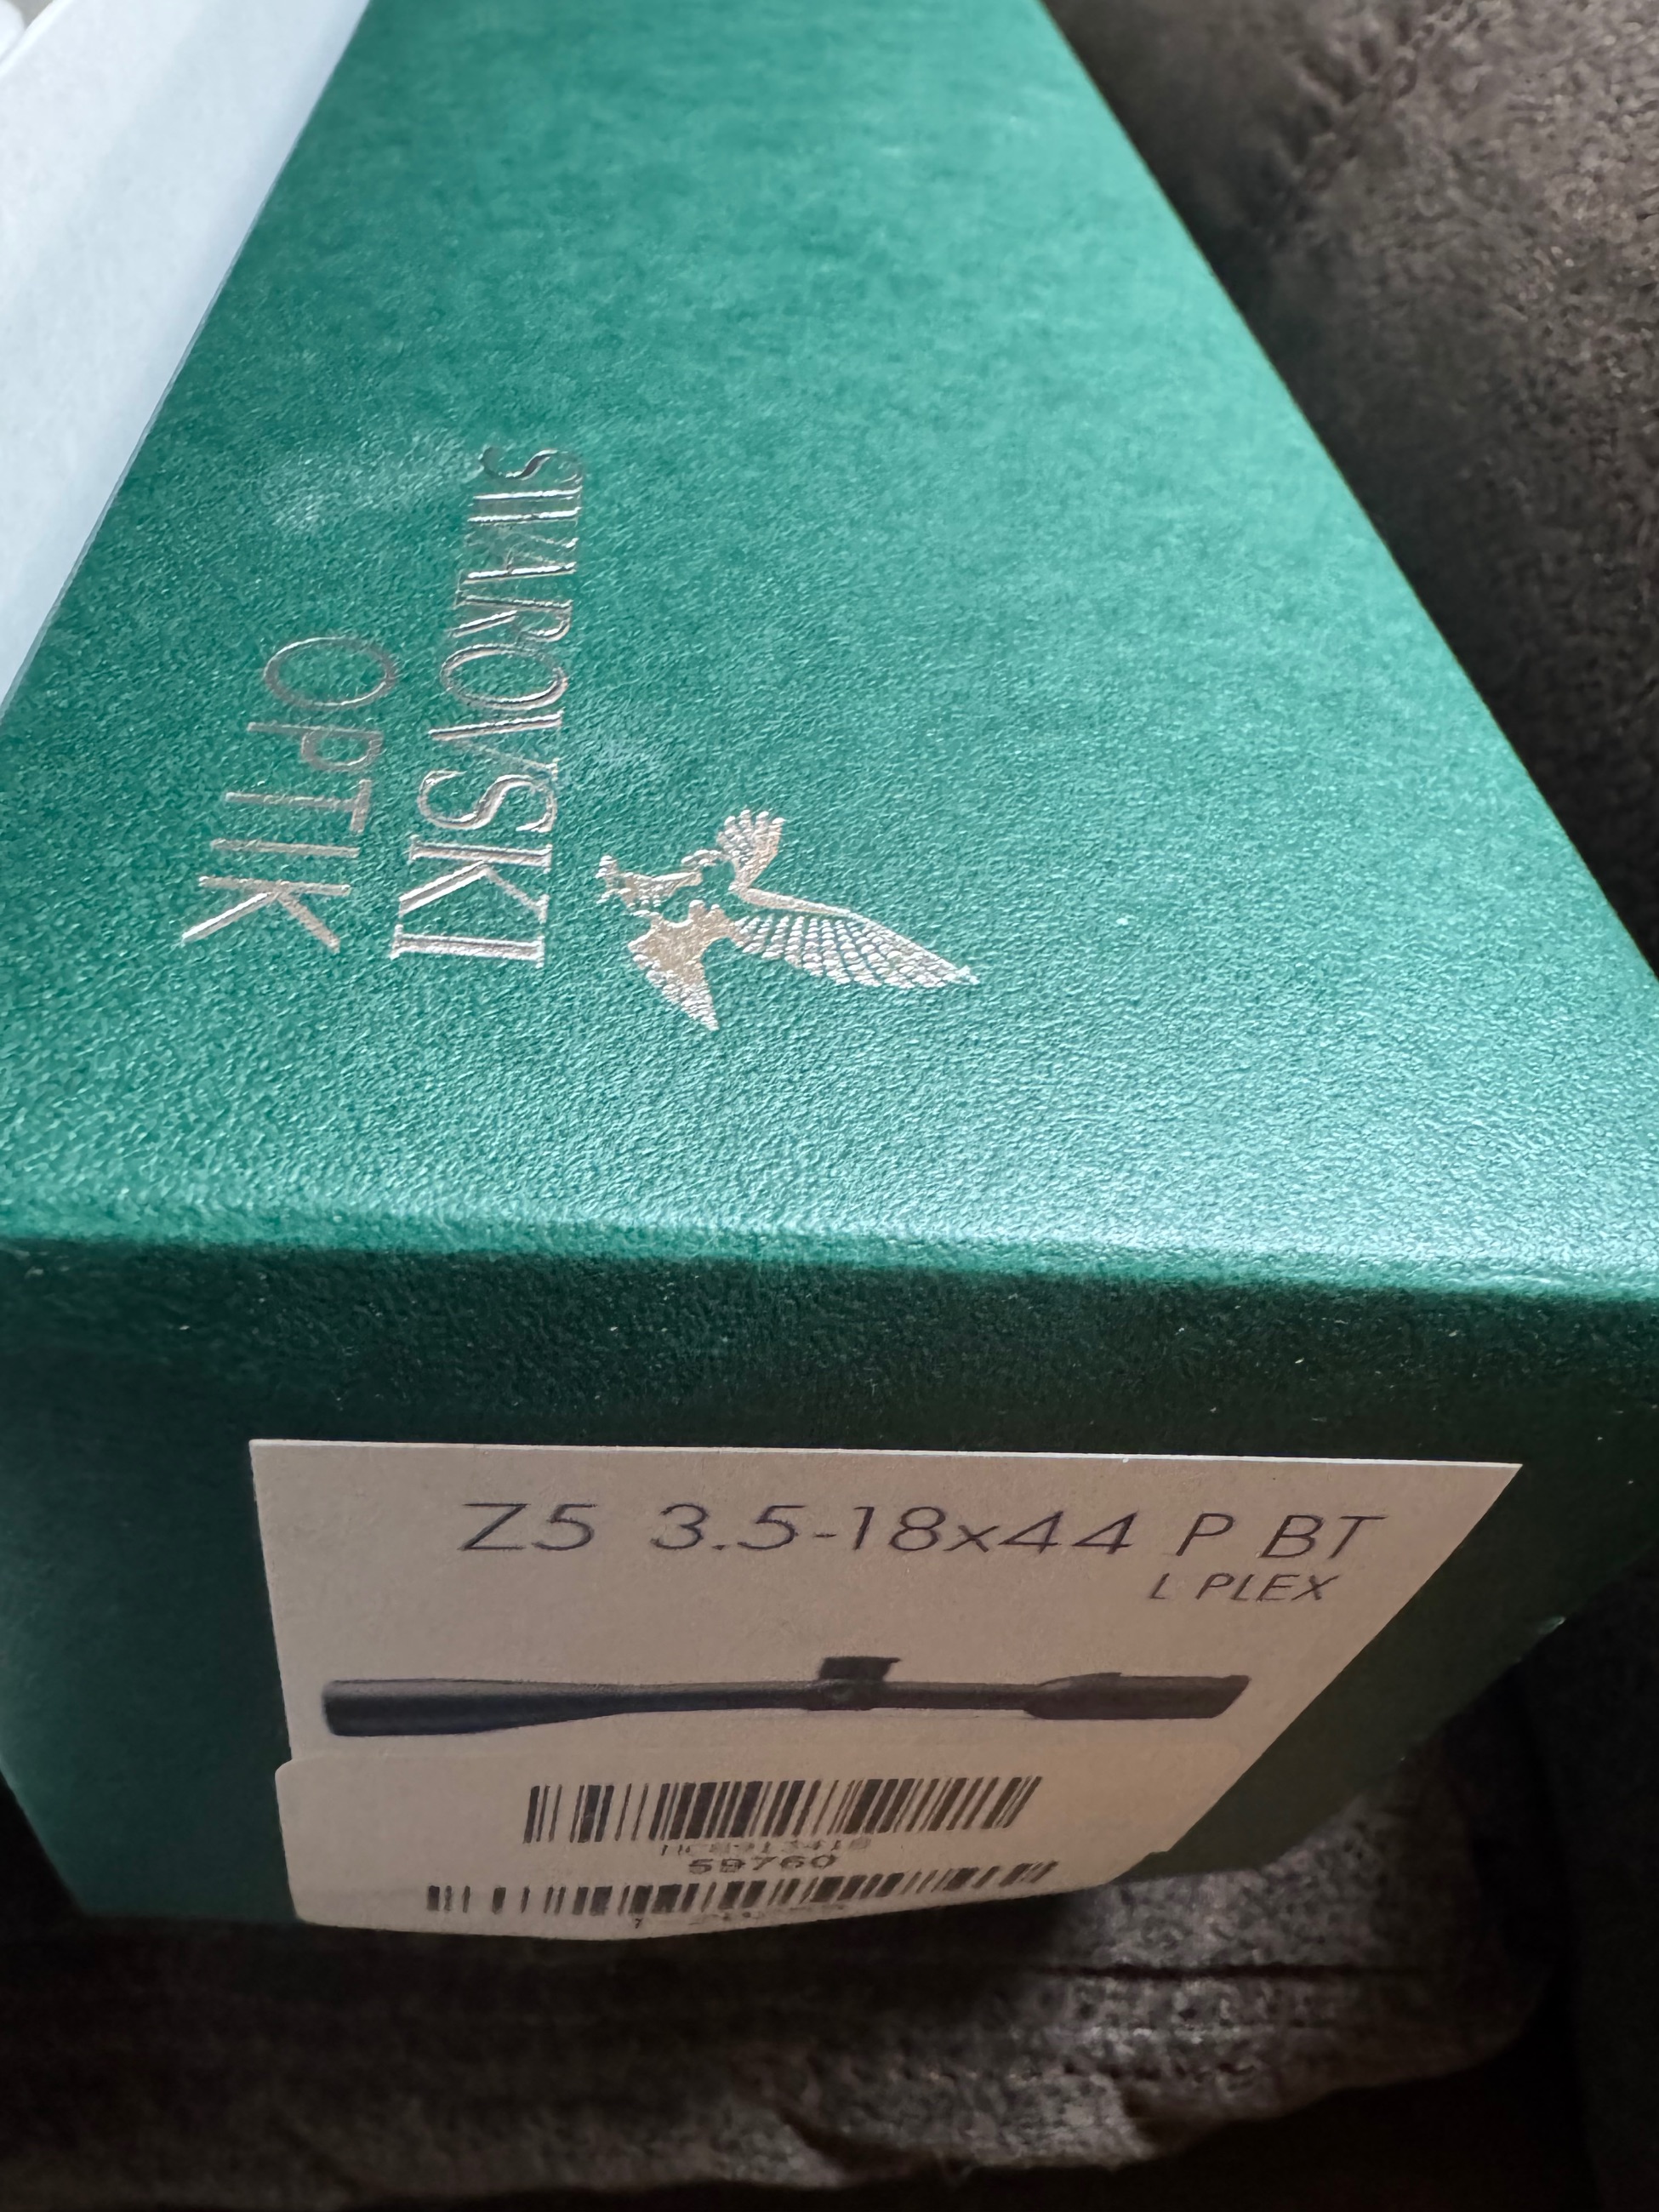 SWAROVSKI
OPTIK
Z5 3.5-18x44 P BT
L PLEX
59760